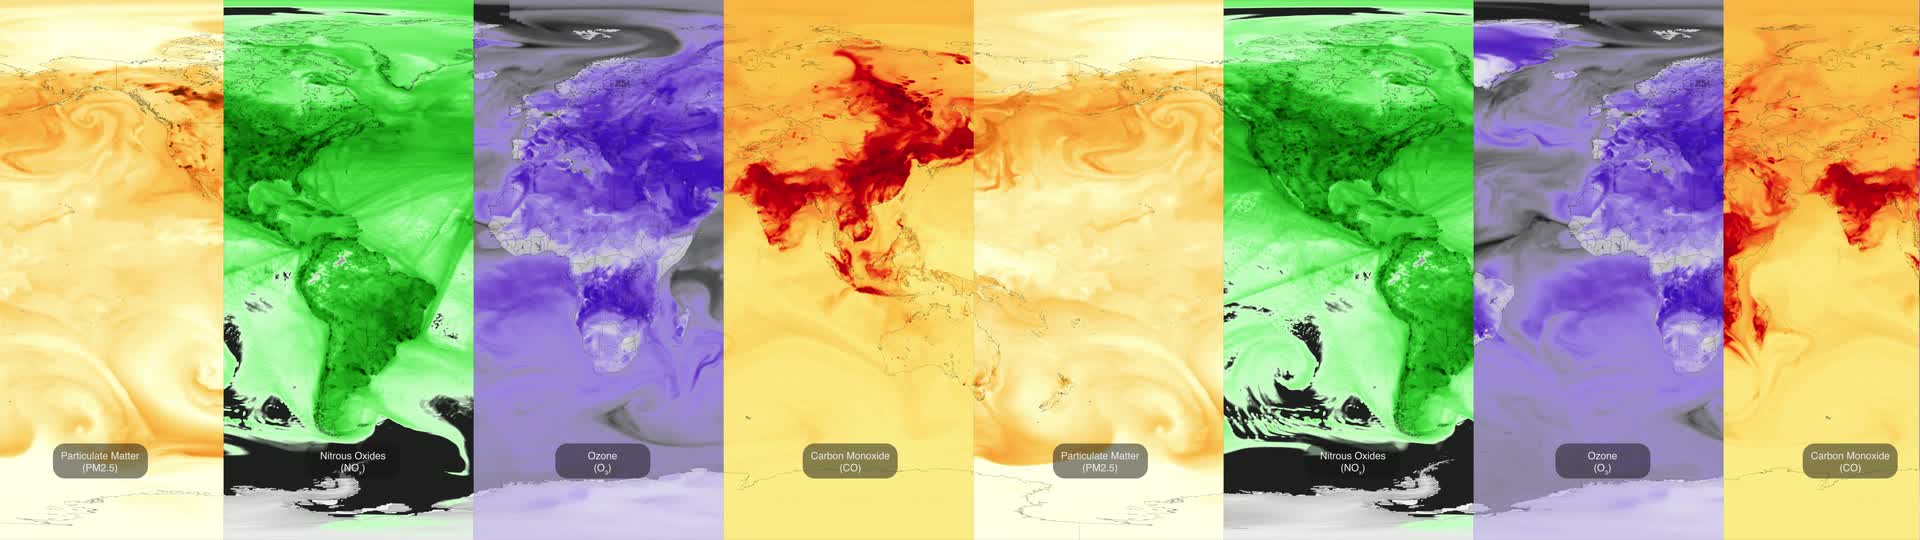 Particulate Matter
(PM2.5)
Nitrous Oxides
(NOx)
Ozone
(O3)
Carbon Monoxide
(CO)
Particulate Matter
(PM2.5)
Nitrous Oxides
(NOx)
Ozone
(O3)
Carbon Monoxide
(CO)